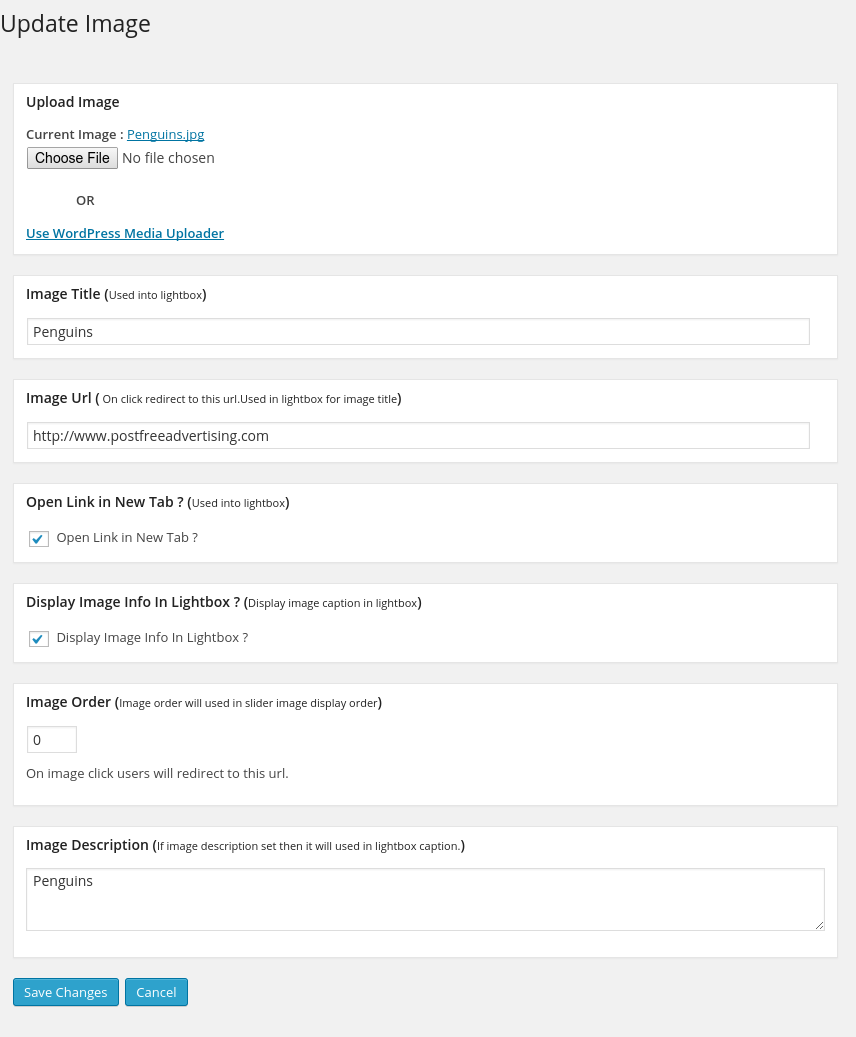 Update Image
Upload Image
Current Image : Penguins.jpg
Choose File No file chosen
OR
Use WordPress Media Uploader
Image Title (Used into lightbox)
Penguins
Image Url ( On click redirect to this url.Used in lightbox for image title)
http://www.postfreeadvertising.com
Open Link in New Tab ? (Used into lightbox)
Open Link in New Tab ?
Display Image Info In Lightbox ? (Display image caption in lightbox)
Display Image Info In Lightbox ?
Image Order (Image order will used in slider image display order)
0
On image click users will redirect to this url.
Image Description (If image description set then it will used in lightbox caption.)
Penguins
Save Changes Cancel